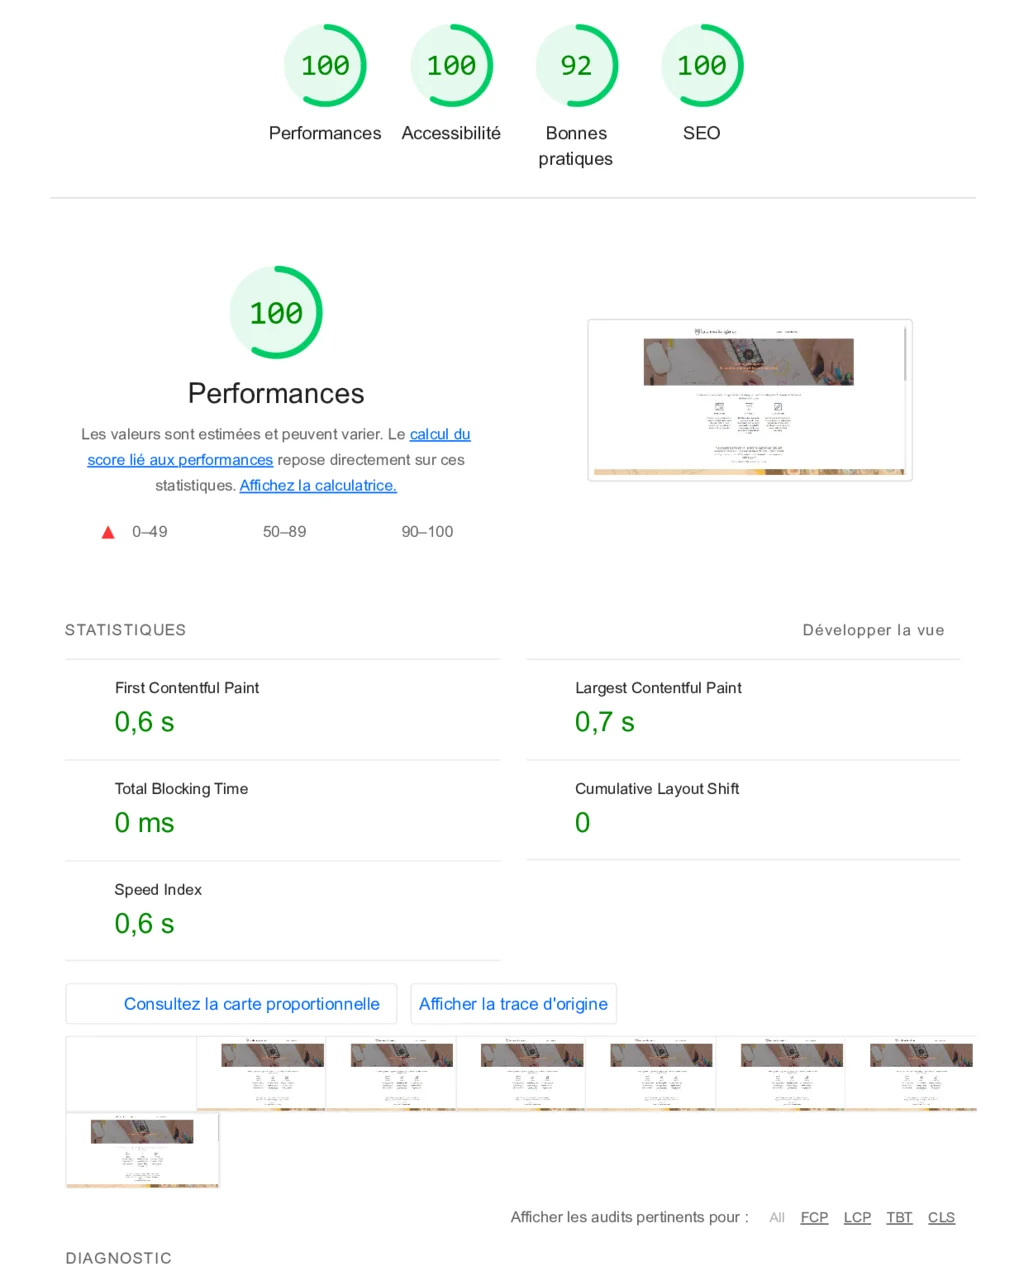 100
100
92
100
Performances
Accessibilité
Bonnes
pratiques
SEO
100
Performances
Les valeurs sont estimées et peuvent varier. Le calcul du
score lié aux performances repose directement sur ces
statistiques. Affichez la calculatrice.
0–49
50–89
90–100
STATISTIQUES
Développer la vue
First Contentful Paint
0,6 s
Largest Contentful Paint
0,7 s
Total Blocking Time
0 ms
Cumulative Layout Shift
0
Speed Index
0,6 s
Consultez la carte proportionnelle
Afficher la trace d'origine
Afficher les audits pertinents pour : All FCP LCP TBT CLS
DIAGNOSTIC